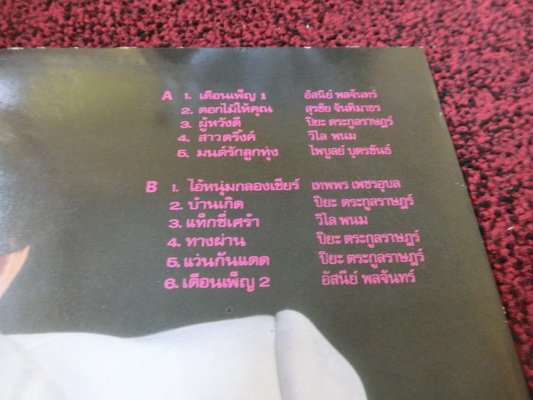 A 1. เดือนเพ็ญ 1 อัสนีย์ พลจันทร์
2. ดอกไม้ให้คุณ สุรชัย จันทิมาธร
3. ผู้หวังดี ปิยะ ตระกูลราษฎร์
4. สาวดริ๊งค์ วิไล พนม
5. มนต์รักลูกทุ่ง ไพบูลย์ บุตรขันธ์
B 1. ไอ้หนุ่มกลองเชียร์ เทพพร เพชรอุบล
2. บ้านเกิด ปิยะ ตระกูลราษฎร์
3. แท็กซี่เศร้า วิไล พนม
4. ทางผ่าน ปิยะ ตระกูลราษฎร์
5. แว่นกันแดด ปิยะ ตระกูลราษฎร์
6. เดือนเพ็ญ 2 อัสนีย์ พลจันทร์